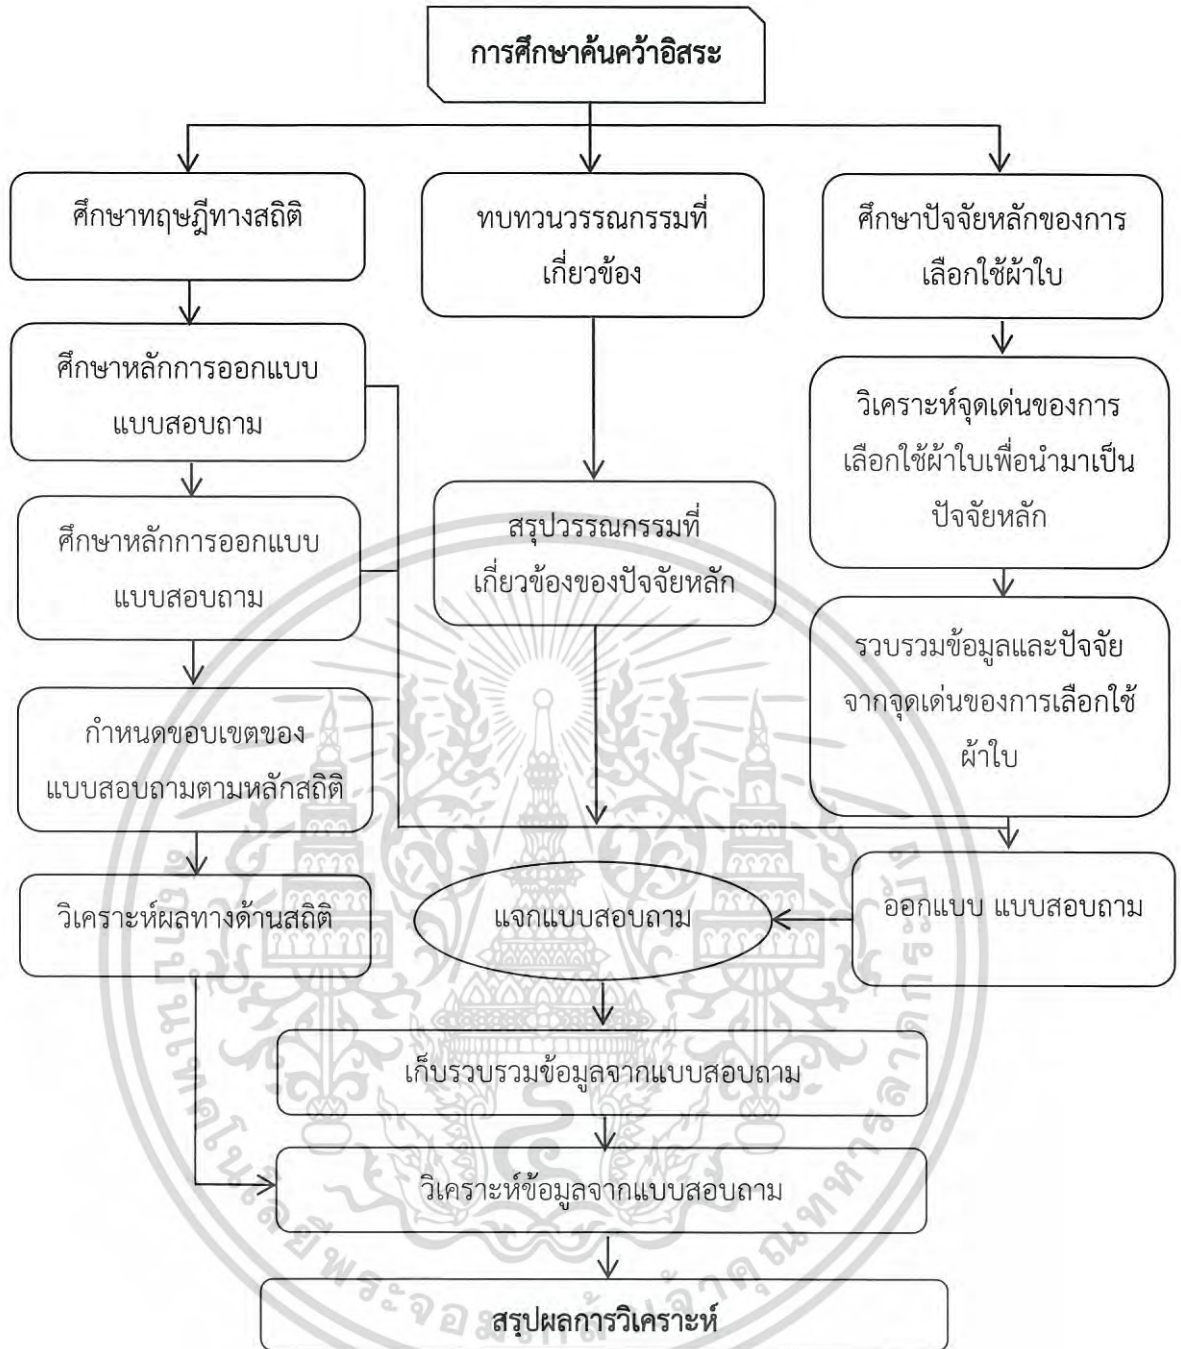 การศึกษาค้นคว้าอิสระ
ศึกษาทฤษฎีทางสถิติ
ทบทวนวรรณกรรมที่
เกี่ยวข้อง
ศึกษาปัจจัยหลักของการ
เลือกใช้ผ้าใบ
ศึกษาหลักการออกแบบ
แบบสอบถาม
วิเคราะห์จุดเด่นของการ
เลือกใช้ผ้าใบเพื่อนำมาเป็น
ปัจจัยหลัก
ศึกษาหลักการออกแบบ
แบบสอบถาม
สรุปวรรณกรรมที่
เกี่ยวข้องของปัจจัยหลัก
รวบรวมข้อมูลและปัจจัย
จากจุดเด่นของการเลือกใช้
ผ้าใบ
กำหนดขอบเขตของ
แบบสอบถามตามหลักสถิติ
วิเคราะห์ผลทางด้านสถิติ
แจกแบบสอบถาม
ออกแบบ แบบสอบถาม
เก็บรวบรวมข้อมูลจากแบบสอบถาม
วิเคราะห์ข้อมูลจากแบบสอบถาม
สรุปผลการวิเคราะห์